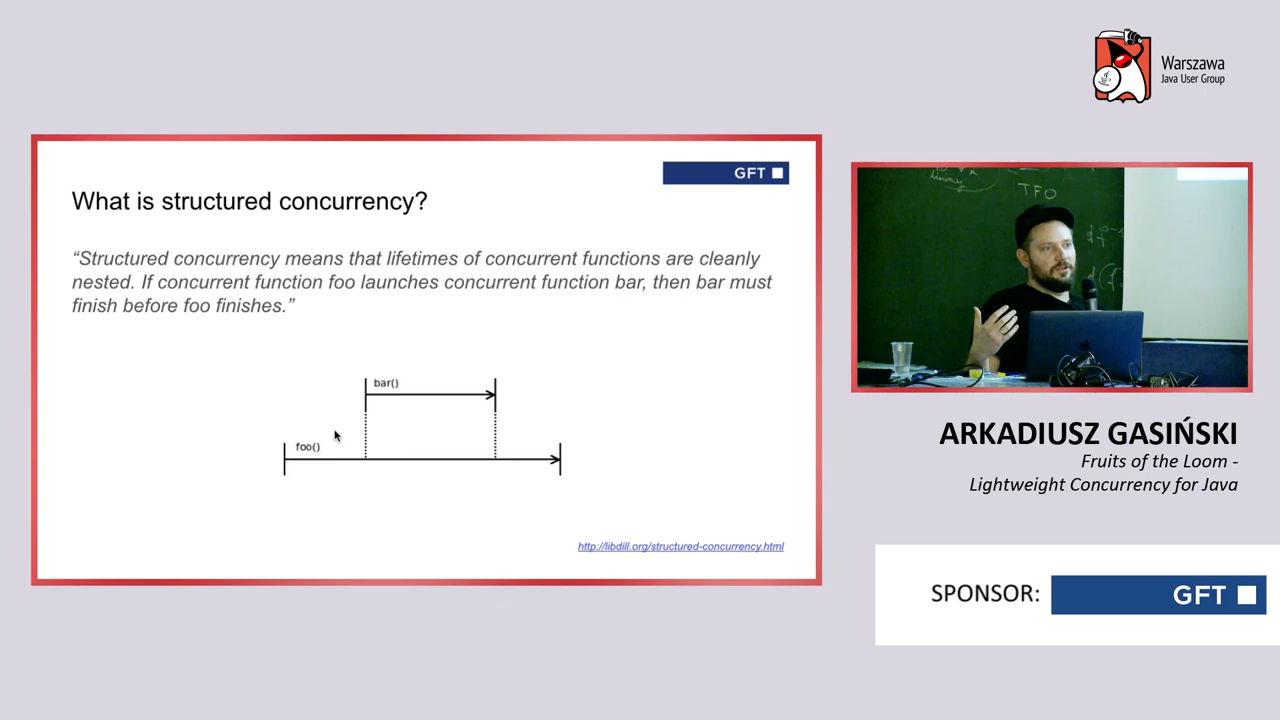 Warszawa
Java User Group
GFT
What is structured concurrency?
“Structured concurrency means that lifetimes of concurrent functions are cleanly
nested. If concurrent function foo launches concurrent function bar, then bar must
finish before foo finishes.”
bar()
foo()
http://libdill.org/structured-concurrency.html
TFO
ARKADIUSZ GASIŃSKI
Fruits of the Loom -
Lightweight Concurrency for Java
SPONSOR:
GFT